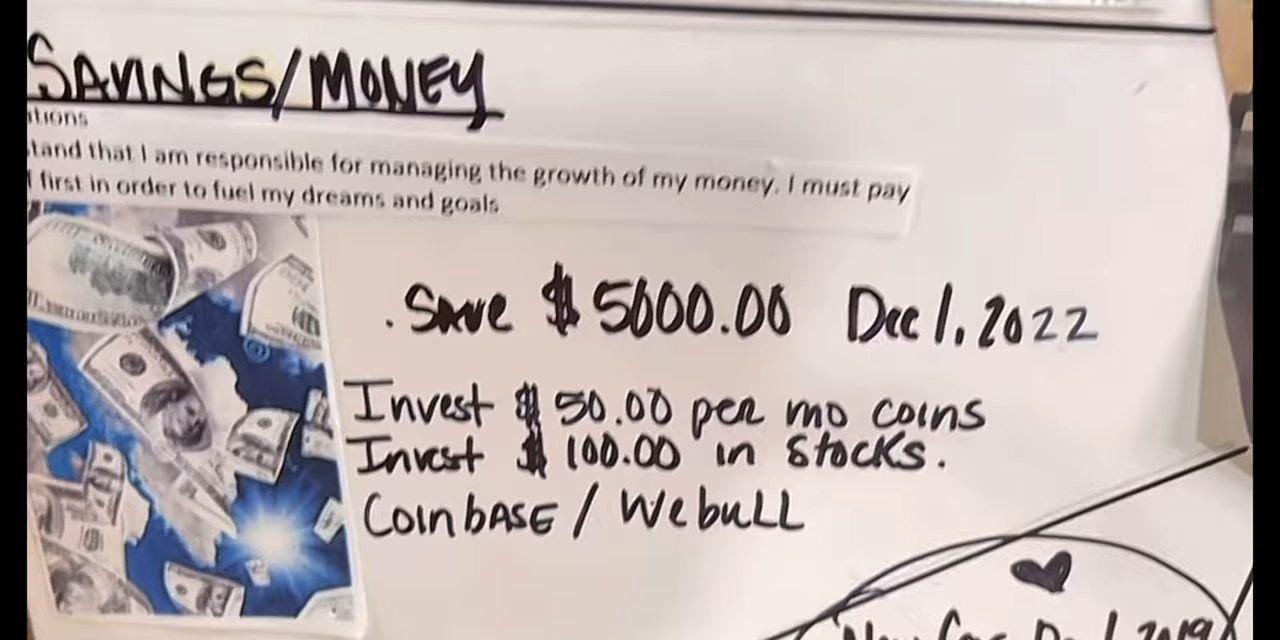 SAVINGS/MONEY
tions
tand that I am responsible for managing the growth of my money. I must pay
first in order to fuel my dreams and goals
. Save $5000.00 Dec 1, 2022
Invest $50.00 per mo coins
Invest $100.00 in Stocks.
CoinbASE / WebuLL